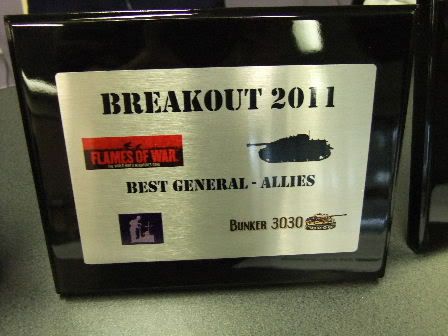 BREAKOUT 2011
FLAMES OF WAR
BEST GENERAL - ALLIES
BUNKER 3030